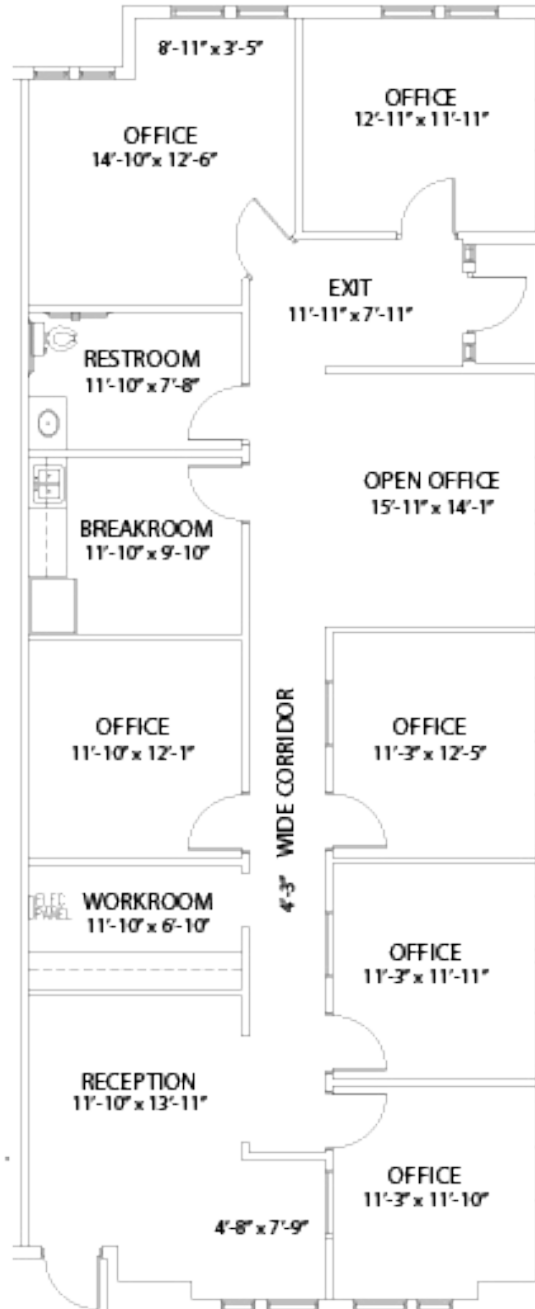 8'-11" x 3'-5"
OFFICE
14'-10" x 12'-6"
OFFICE
12'-11" x 11'-11"
EXIT
11'-11" x 7'-11"
RESTROOM
11'-10" x 7'-8"
OPEN OFFICE
15'-11" x 14'-1"
BREAKROOM
11'-10" x 9'-10"
OFFICE
11'-10" x 12'-1"
4'-3" WIDE CORRIDOR
OFFICE
11'-3" x 12'-5"
ELEC
PANEL
WORKROOM
11'-10" x 6'-10"
OFFICE
11'-3" x 11'-11"
RECEPTION
11'-10" x 13'-11"
OFFICE
11'-3" x 11'-10"
4'-8" x 7'-9"